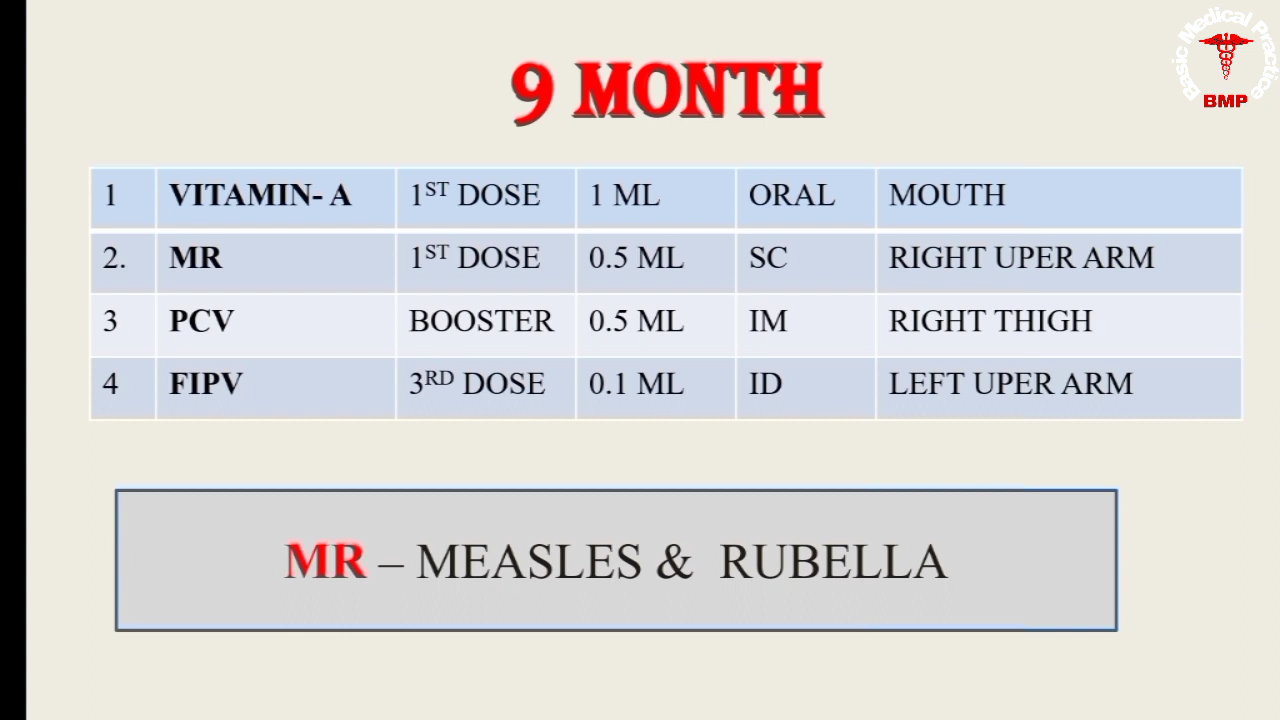 Basic Medical Practice
BMP
9 MONTH
1 VITAMIN- A 1ST DOSE 1 ML ORAL MOUTH
2. MR 1ST DOSE 0.5 ML SC RIGHT UPER ARM
3 PCV BOOSTER 0.5 ML IM RIGHT THIGH
4 FIPV 3RD DOSE 0.1 ML ID LEFT UPER ARM
MR – MEASLES & RUBELLA